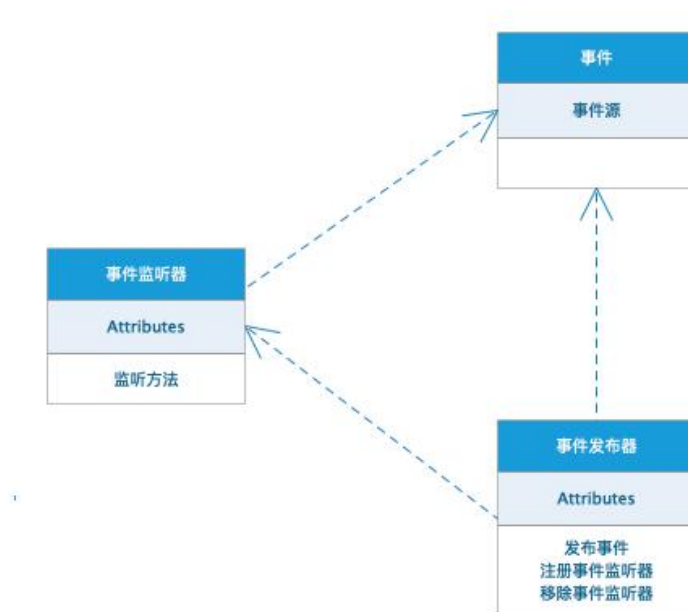 事件
事件源
事件监听器
Attributes
监听方法
事件发布器
Attributes
发布事件
注册事件监听器
移除事件监听器